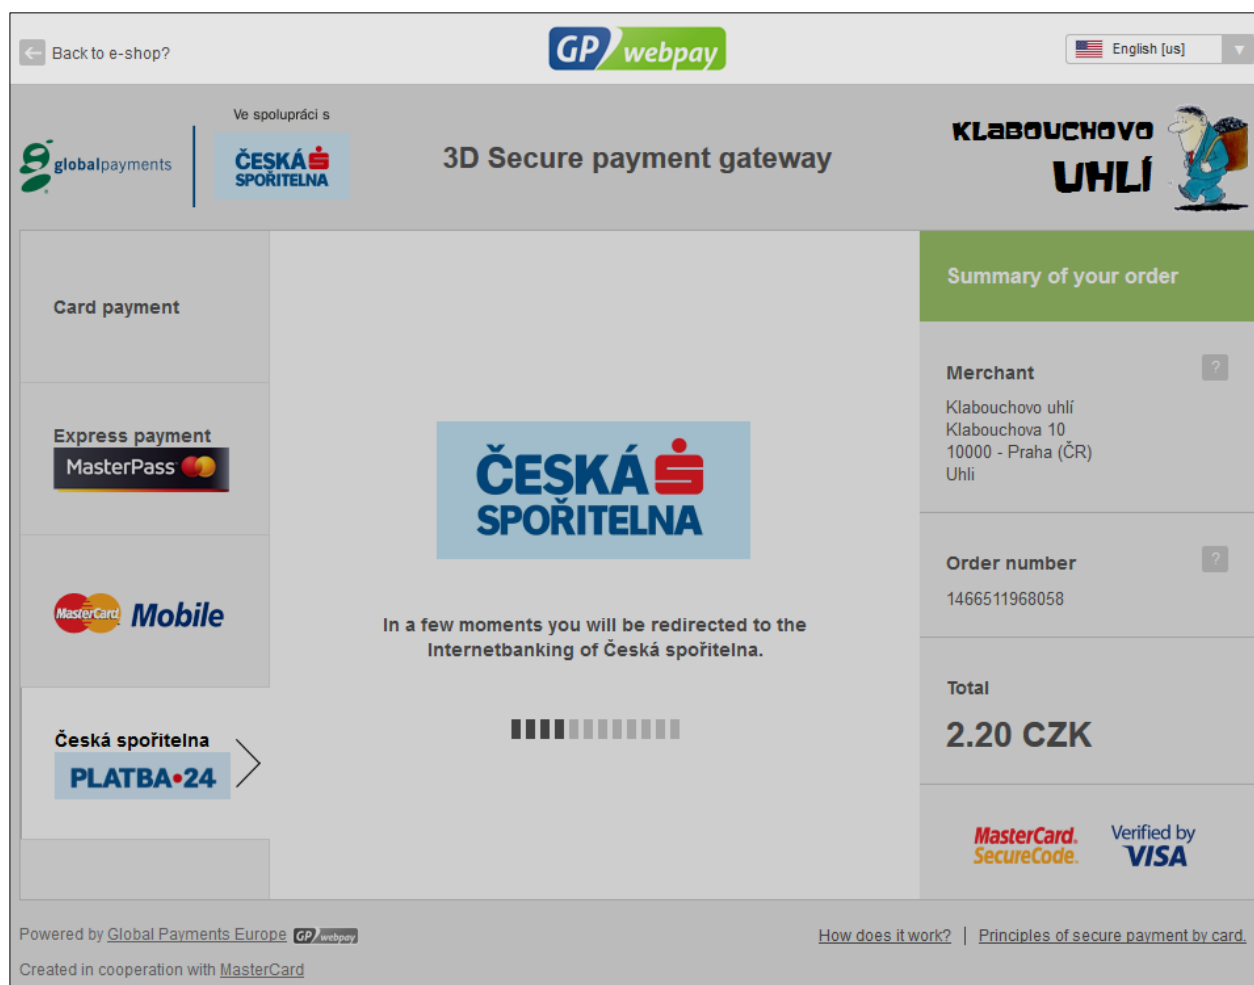 Back to e-shop?
GP webpay
English [us]
globalpayments
Ve spolupráci s
ČESKÁ
SPOŘITELNA
3D Secure payment gateway
KLABOUCHOVO
UHLÍ
Card payment
Express payment
MasterPass
MasterCard Mobile
Česká spořitelna
PLATBA•24
ČESKÁ
SPOŘITELNA
In a few moments you will be redirected to the
Internetbanking of Česká spořitelna.
Summary of your order
Merchant ?
Klabouchovo uhlí
Klabouchova 10
10000 - Praha (ČR)
Uhli
Order number ?
1466511968058
Total
2.20 CZK
MasterCard.
SecureCode.
Verified by
VISA
Powered by Global Payments Europe GP webpay
How does it work? | Principles of secure payment by card.
Created in cooperation with MasterCard